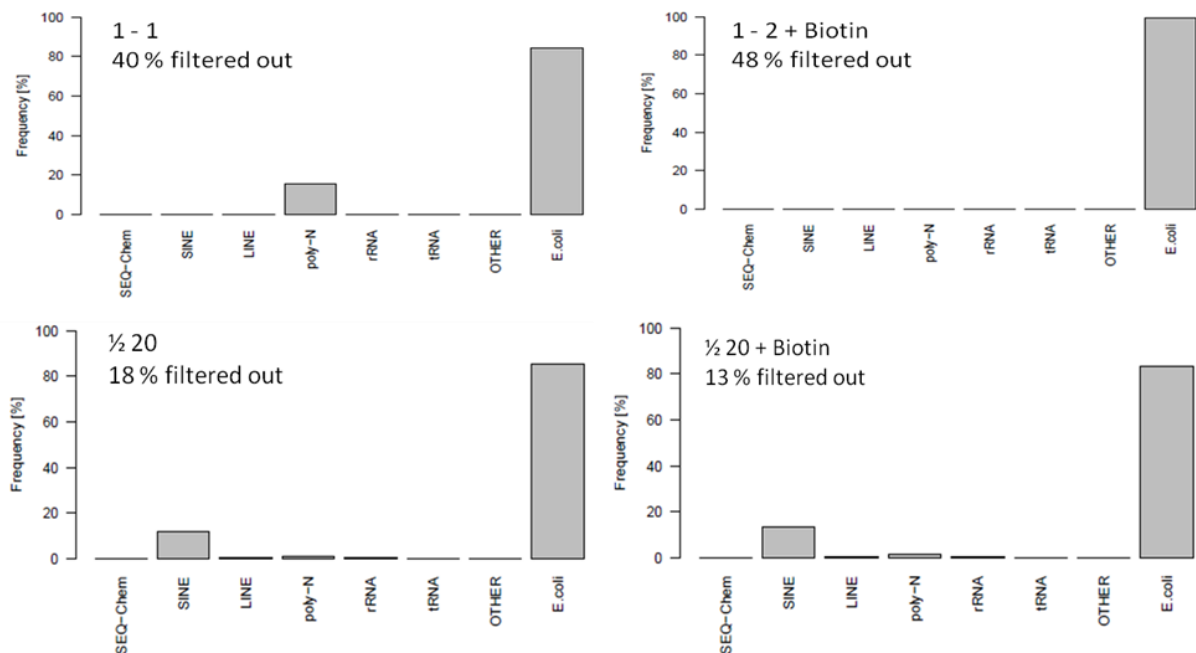 1 - 1
40 % filtered out
Frequency [%]
100
80
60
40
20
0
SEQ-Chem
SINE
LINE
poly-N
rRNA
tRNA
OTHER
E.coli
1 - 2 + Biotin
48 % filtered out
Frequency [%]
100
80
60
40
20
0
SEQ-Chem
SINE
LINE
poly-N
rRNA
tRNA
OTHER
E.coli
½ 20
18 % filtered out
Frequency [%]
100
80
60
40
20
0
SEQ-Chem
SINE
LINE
poly-N
rRNA
tRNA
OTHER
E.coli
½ 20 + Biotin
13 % filtered out
Frequency [%]
100
80
60
40
20
0
SEQ-Chem
SINE
LINE
poly-N
rRNA
tRNA
OTHER
E.coli